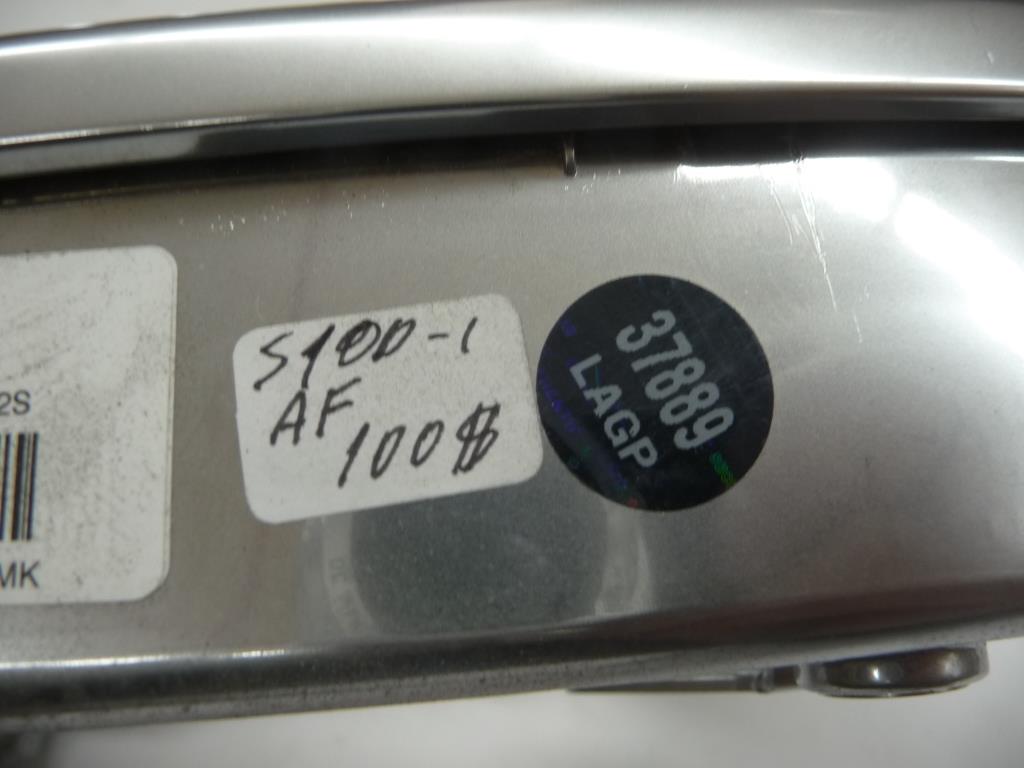 2S
MK
S100-1
AF
100$
37889
LAGP